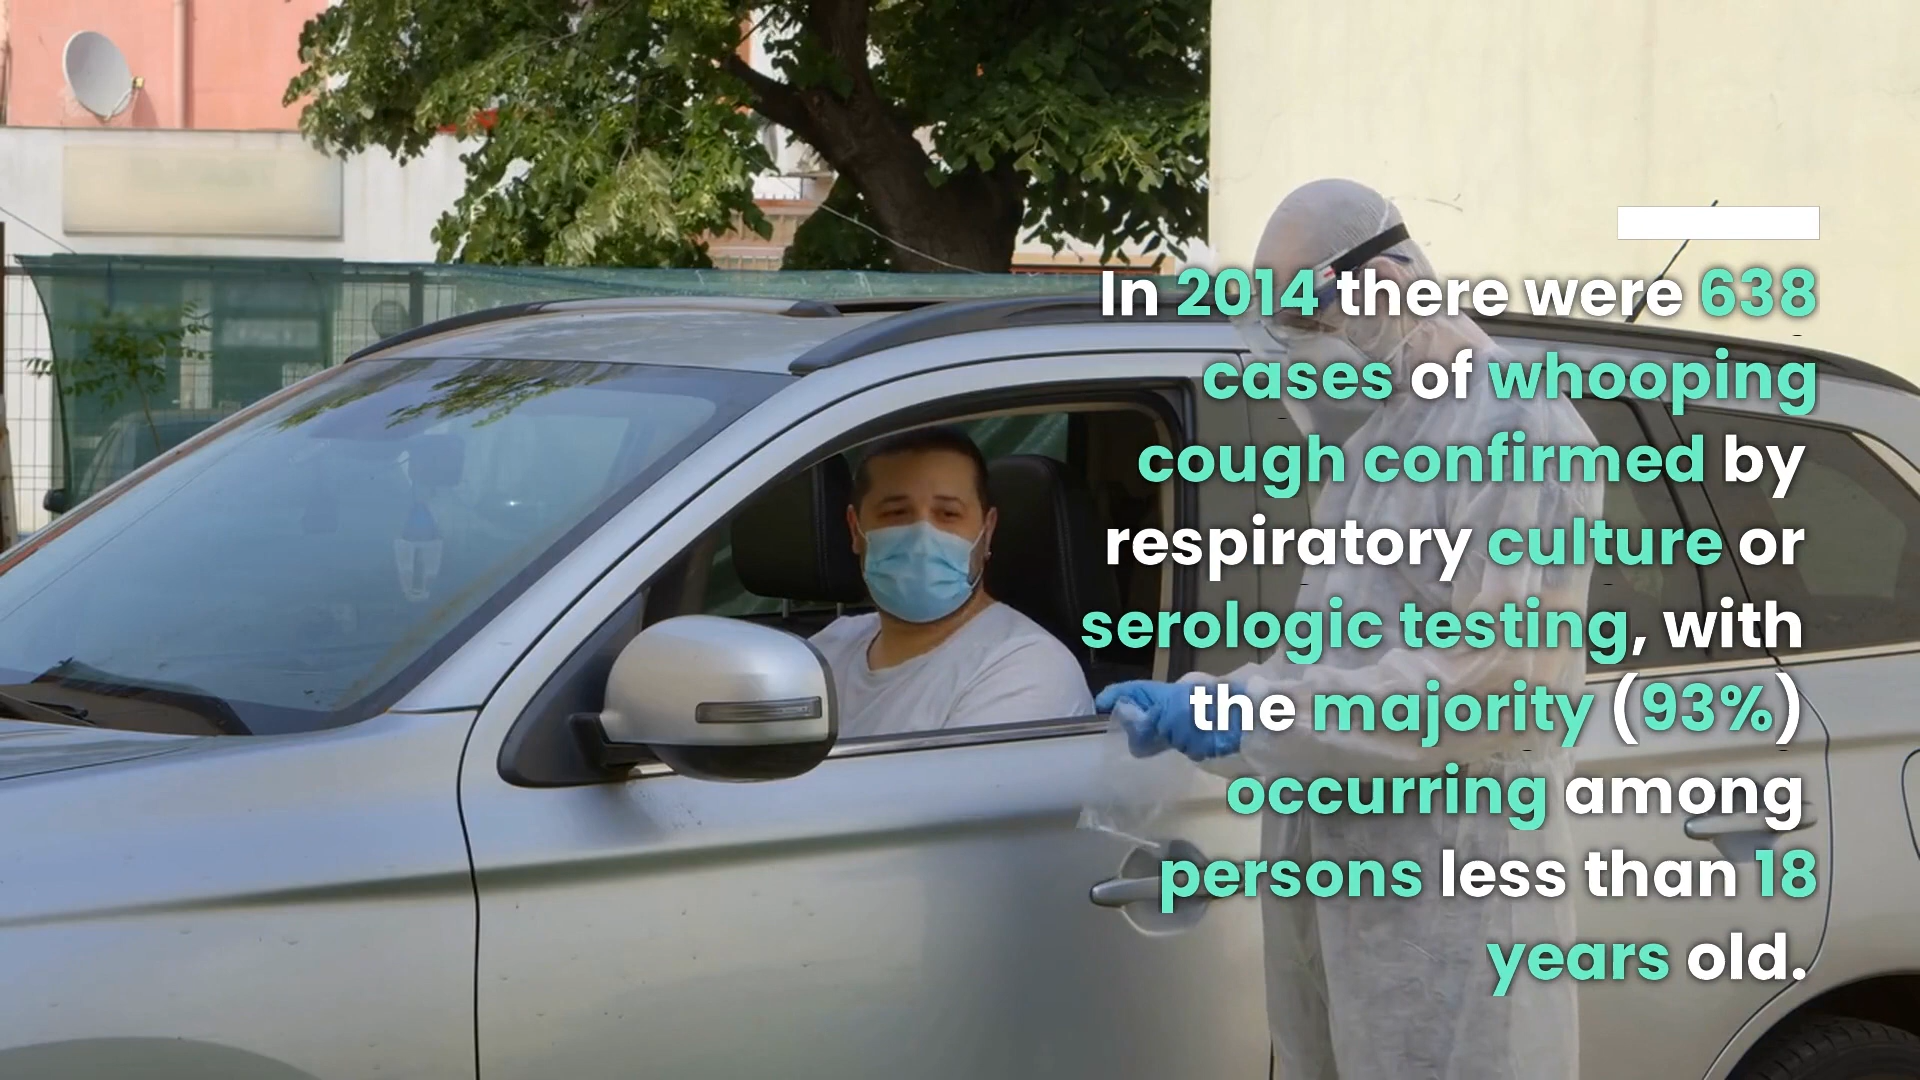 In 2014 there were 638
cases of whooping
cough confirmed by
respiratory culture or
serologic testing, with
the majority (93%)
occurring among
persons less than 18
years old.